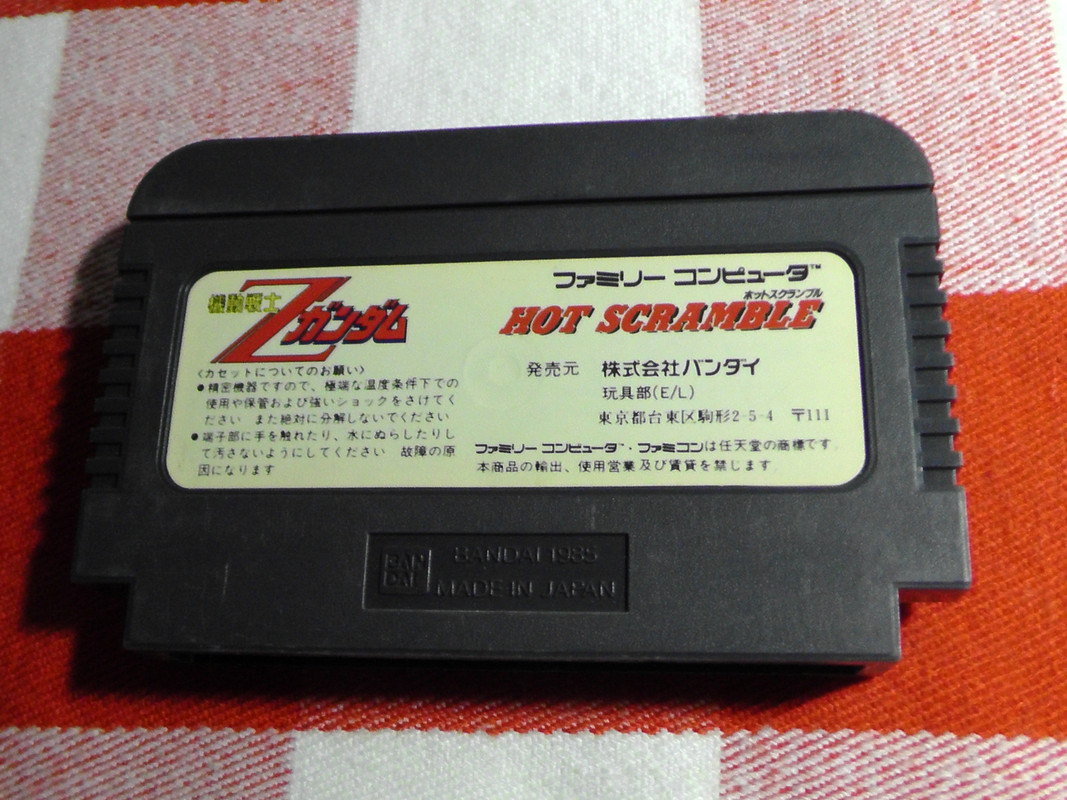 機動戦士
Zガンダム
ファミリー コンピュータ™
ホットスクランブル
HOT SCRAMBLE
〈カセットについてのお願い〉
●精密機器ですので、極端な温度条件下での
使用や保管および強いショックをさけてく
ださい また絶対に分解しないでください
●端子部に手を触れたり、水にぬらしたりし
て汚さないようにしてください 故障の原
因になります
発売元 株式会社バンダイ
玩具部(E/L)
東京都台東区駒形2-5-4 〒111
ファミリー コンピュータ™・ファミコンは任天堂の商標です。
本商品の輸出、使用営業及び賃貸を禁じます。
BAN
DAI
BANDAI 1985
MADE IN JAPAN